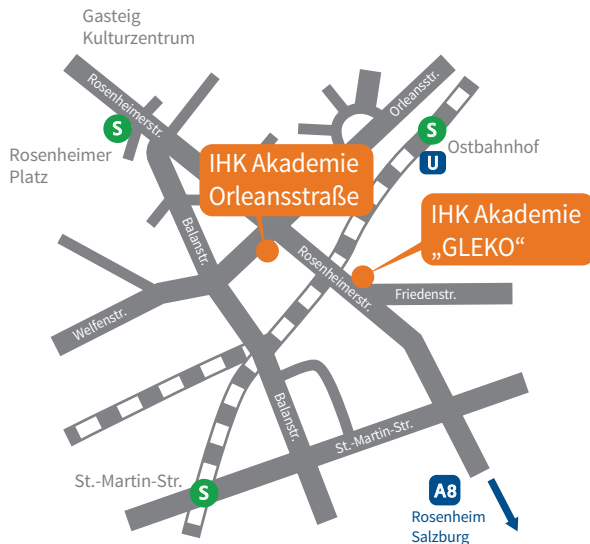 Gasteig
Kulturzentrum
Rosenheimerstr.
Orleansstr.
S
S
Ostbahnhof
U
Rosenheimer
Platz
IHK Akademie
Orleansstraße
IHK Akademie
„GLEKO“
Balanstr.
Rosenheimerstr.
Friedenstr.
Welfenstr.
Balanstr.
St.-Martin-Str.
St.-Martin-Str.
S
A8
Rosenheim
Salzburg